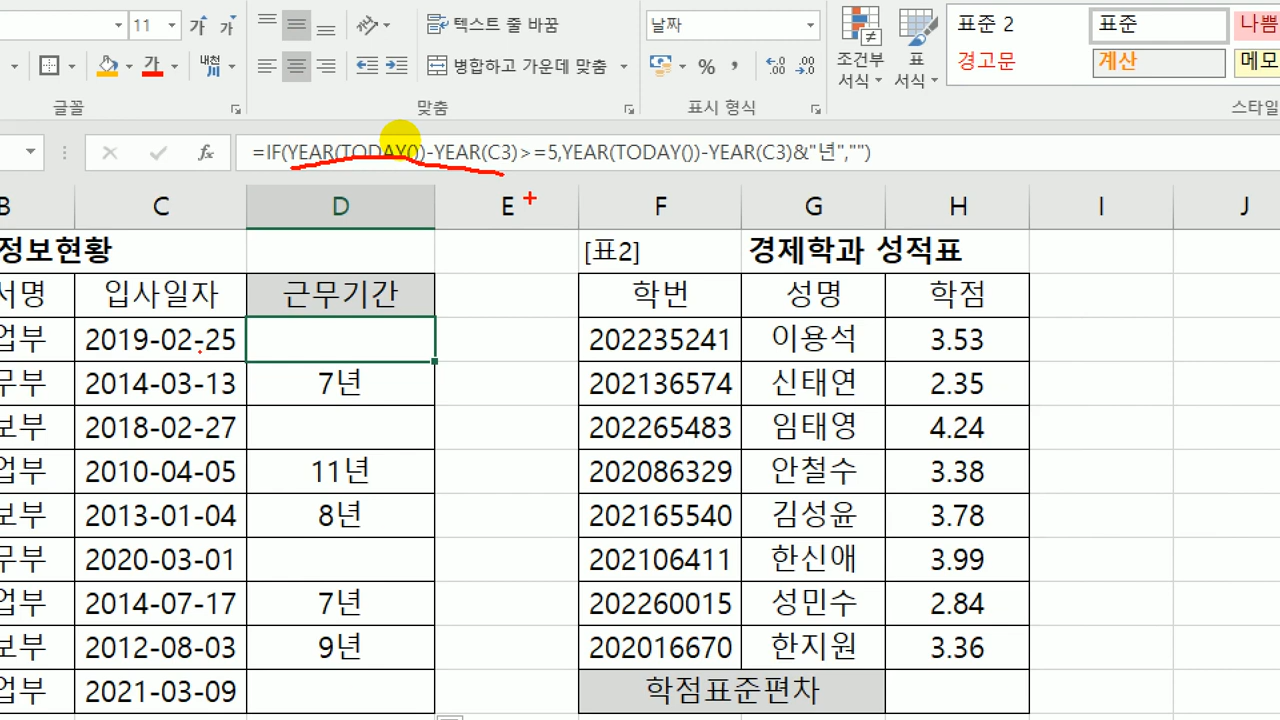 11 가 가 텍스트 줄 바꿈 날짜 표준 2 표준 나쁨
가 내천 川 병합하고 가운데 맞춤 % , .00 .00 조건부 서식 표 서식 경고문 계산 메모
글꼴 맞춤 표시 형식 스타일
fx =IF(YEAR(TODAY())-YEAR(C3)>=5,YEAR(TODAY())-YEAR(C3)&"년","")
B C D E F G H I J
정보현황 [표2] 경제학과 성적표
서명 입사일자 근무기간 학번 성명 학점
업부 2019-02-25 202235241 이용석 3.53
무부 2014-03-13 7년 202136574 신태연 2.35
보부 2018-02-27 202265483 임태영 4.24
업부 2010-04-05 11년 202086329 안철수 3.38
보부 2013-01-04 8년 202165540 김성윤 3.78
무부 2020-03-01 202106411 한신애 3.99
업부 2014-07-17 7년 202260015 성민수 2.84
보부 2012-08-03 9년 202016670 한지원 3.36
업부 2021-03-09 학점표준편차